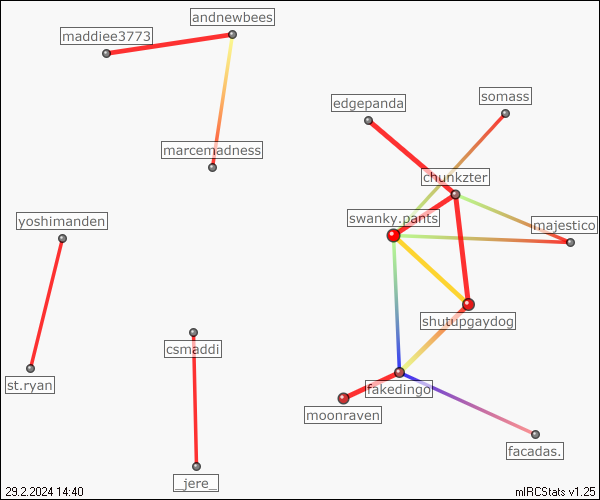 andnewbees
maddiee3773
somass
edgepanda
marcemadness
chunkzter
swanky.pants
yoshimanden
majestico
shutupgaydog
csmaddi
st.ryan
fakedingo
moonraven
facadas.
_jere_
29.2.2024 14:40
mIRCStats v1.25